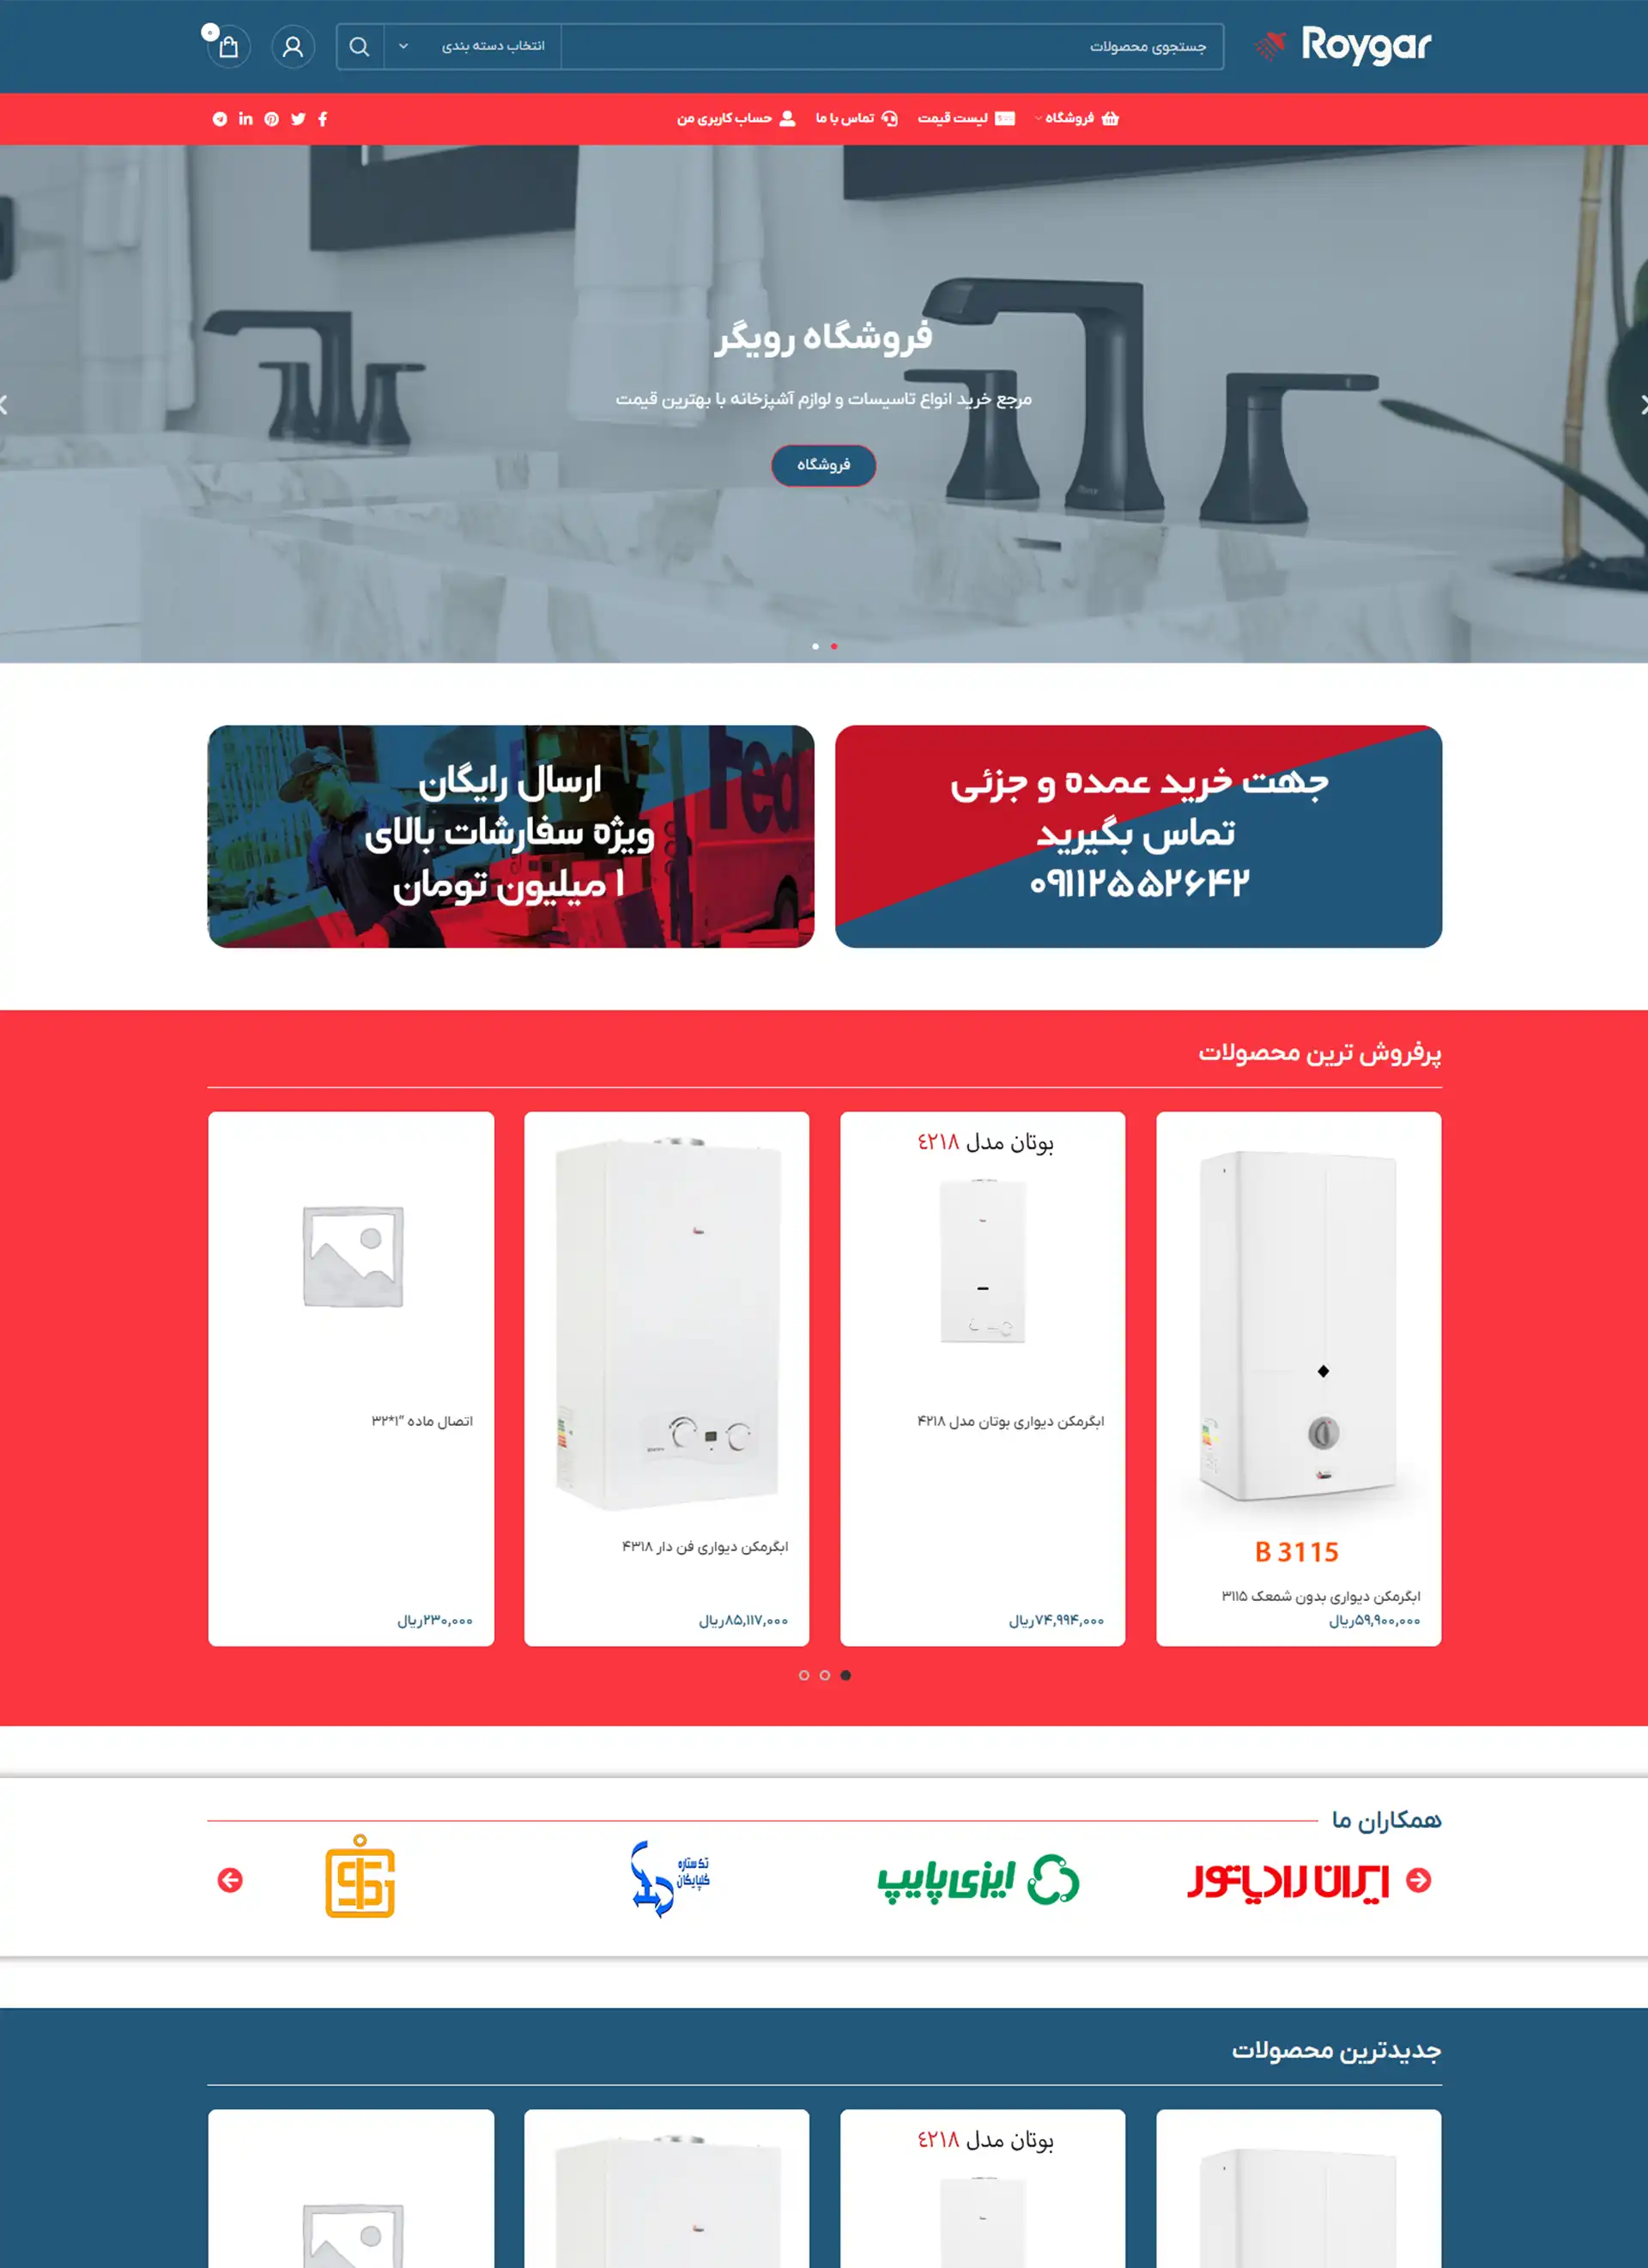 Roygar
جستجوی محصولات
انتخاب دسته بندی
۰
فروشگاه
لیست قیمت
تماس با ما
حساب کاربری من
فروشگاه رویگر
مرجع خرید انواع تاسیسات و لوازم آشپزخانه با بهترین قیمت
فروشگاه
جهت خرید عمده و جزئی
تماس بگیرید
۰۹۱۱۲۵۵۲۶۴۲
ارسال رایگان
ویژه سفارشات بالای
۱ میلیون تومان
پرفروش ترین محصولات
B 3115
ابگرمکن دیواری بدون شمعک ۳۱۱۵
۵۹,۹۰۰,۰۰۰ریال
بوتان مدل ٤٢١٨
ابگرمکن دیواری بوتان مدل ۴۲۱۸
۷۴,۹۹۴,۰۰۰ریال
ابگرمکن دیواری فن دار ۴۳۱۸
۸۵,۱۱۷,۰۰۰ریال
اتصال ماده "۱*۳۲
۲۳۰,۰۰۰ریال
همکاران ما
ایران رادیاتور
ایزی‌پایپ
تک ستاره
گلپایگان
جدیدترین محصولات
بوتان مدل ٤٢١٨